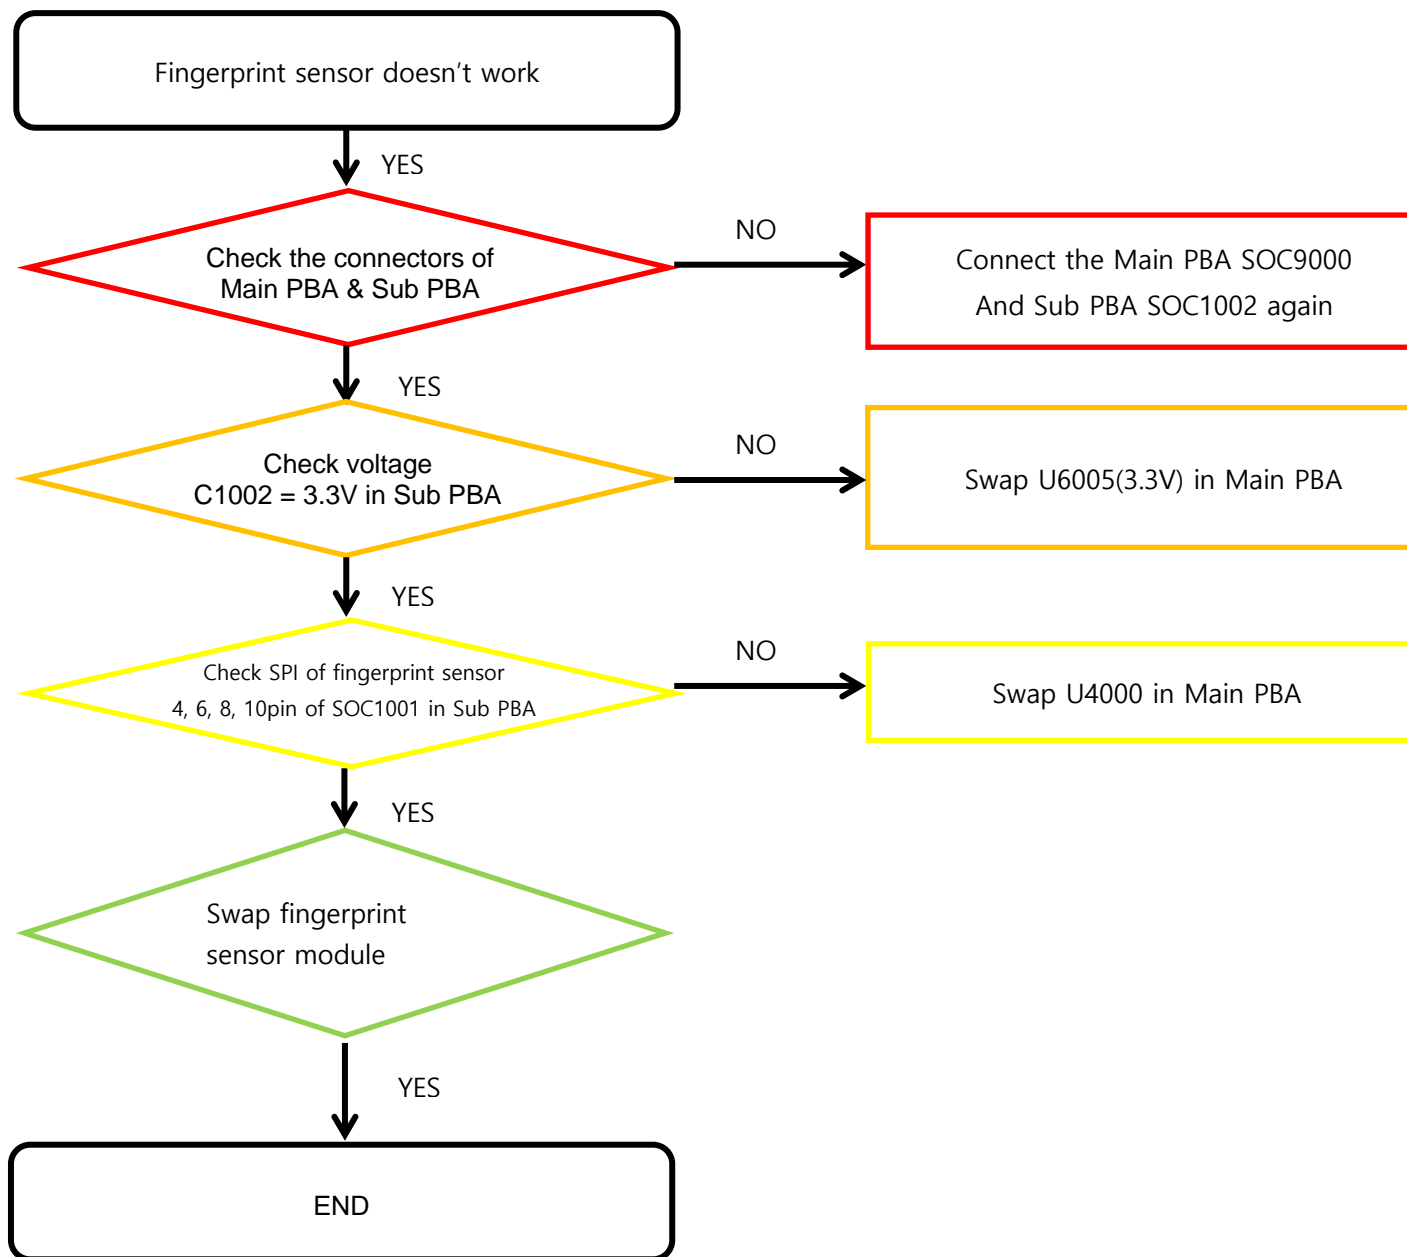 Fingerprint sensor doesn’t work
YES
Check the connectors of
Main PBA & Sub PBA
NO
Connect the Main PBA SOC9000
And Sub PBA SOC1002 again
YES
Check voltage
C1002 = 3.3V in Sub PBA
NO
Swap U6005(3.3V) in Main PBA
YES
Check SPI of fingerprint sensor
4, 6, 8, 10pin of SOC1001 in Sub PBA
NO
Swap U4000 in Main PBA
YES
Swap fingerprint
sensor module
YES
END